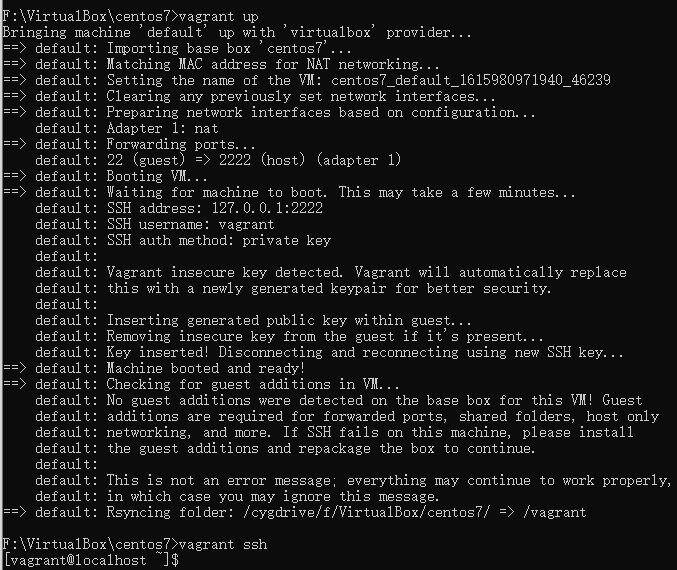 F:\VirtualBox\centos7>vagrant up
Bringing machine 'default' up with 'virtualbox' provider...
==> default: Importing base box 'centos7'...
==> default: Matching MAC address for NAT networking...
==> default: Setting the name of the VM: centos7_default_1615980971940_46239
==> default: Clearing any previously set network interfaces...
==> default: Preparing network interfaces based on configuration...
    default: Adapter 1: nat
==> default: Forwarding ports...
    default: 22 (guest) => 2222 (host) (adapter 1)
==> default: Booting VM...
==> default: Waiting for machine to boot. This may take a few minutes...
    default: SSH address: 127.0.0.1:2222
    default: SSH username: vagrant
    default: SSH auth method: private key
    default:
    default: Vagrant insecure key detected. Vagrant will automatically replace
    default: this with a newly generated keypair for better security.
    default:
    default: Inserting generated public key within guest...
    default: Removing insecure key from the guest if it's present...
    default: Key inserted! Disconnecting and reconnecting using new SSH key...
==> default: Machine booted and ready!
==> default: Checking for guest additions in VM...
    default: No guest additions were detected on the base box for this VM! Guest
    default: additions are required for forwarded ports, shared folders, host only
    default: networking, and more. If SSH fails on this machine, please install
    default: the guest additions and repackage the box to continue.
    default:
    default: This is not an error message; everything may continue to work properly,
    default: in which case you may ignore this message.
==> default: Rsyncing folder: /cygdrive/f/VirtualBox/centos7/ => /vagrant
F:\VirtualBox\centos7>vagrant ssh
[vagrant@localhost ~]$